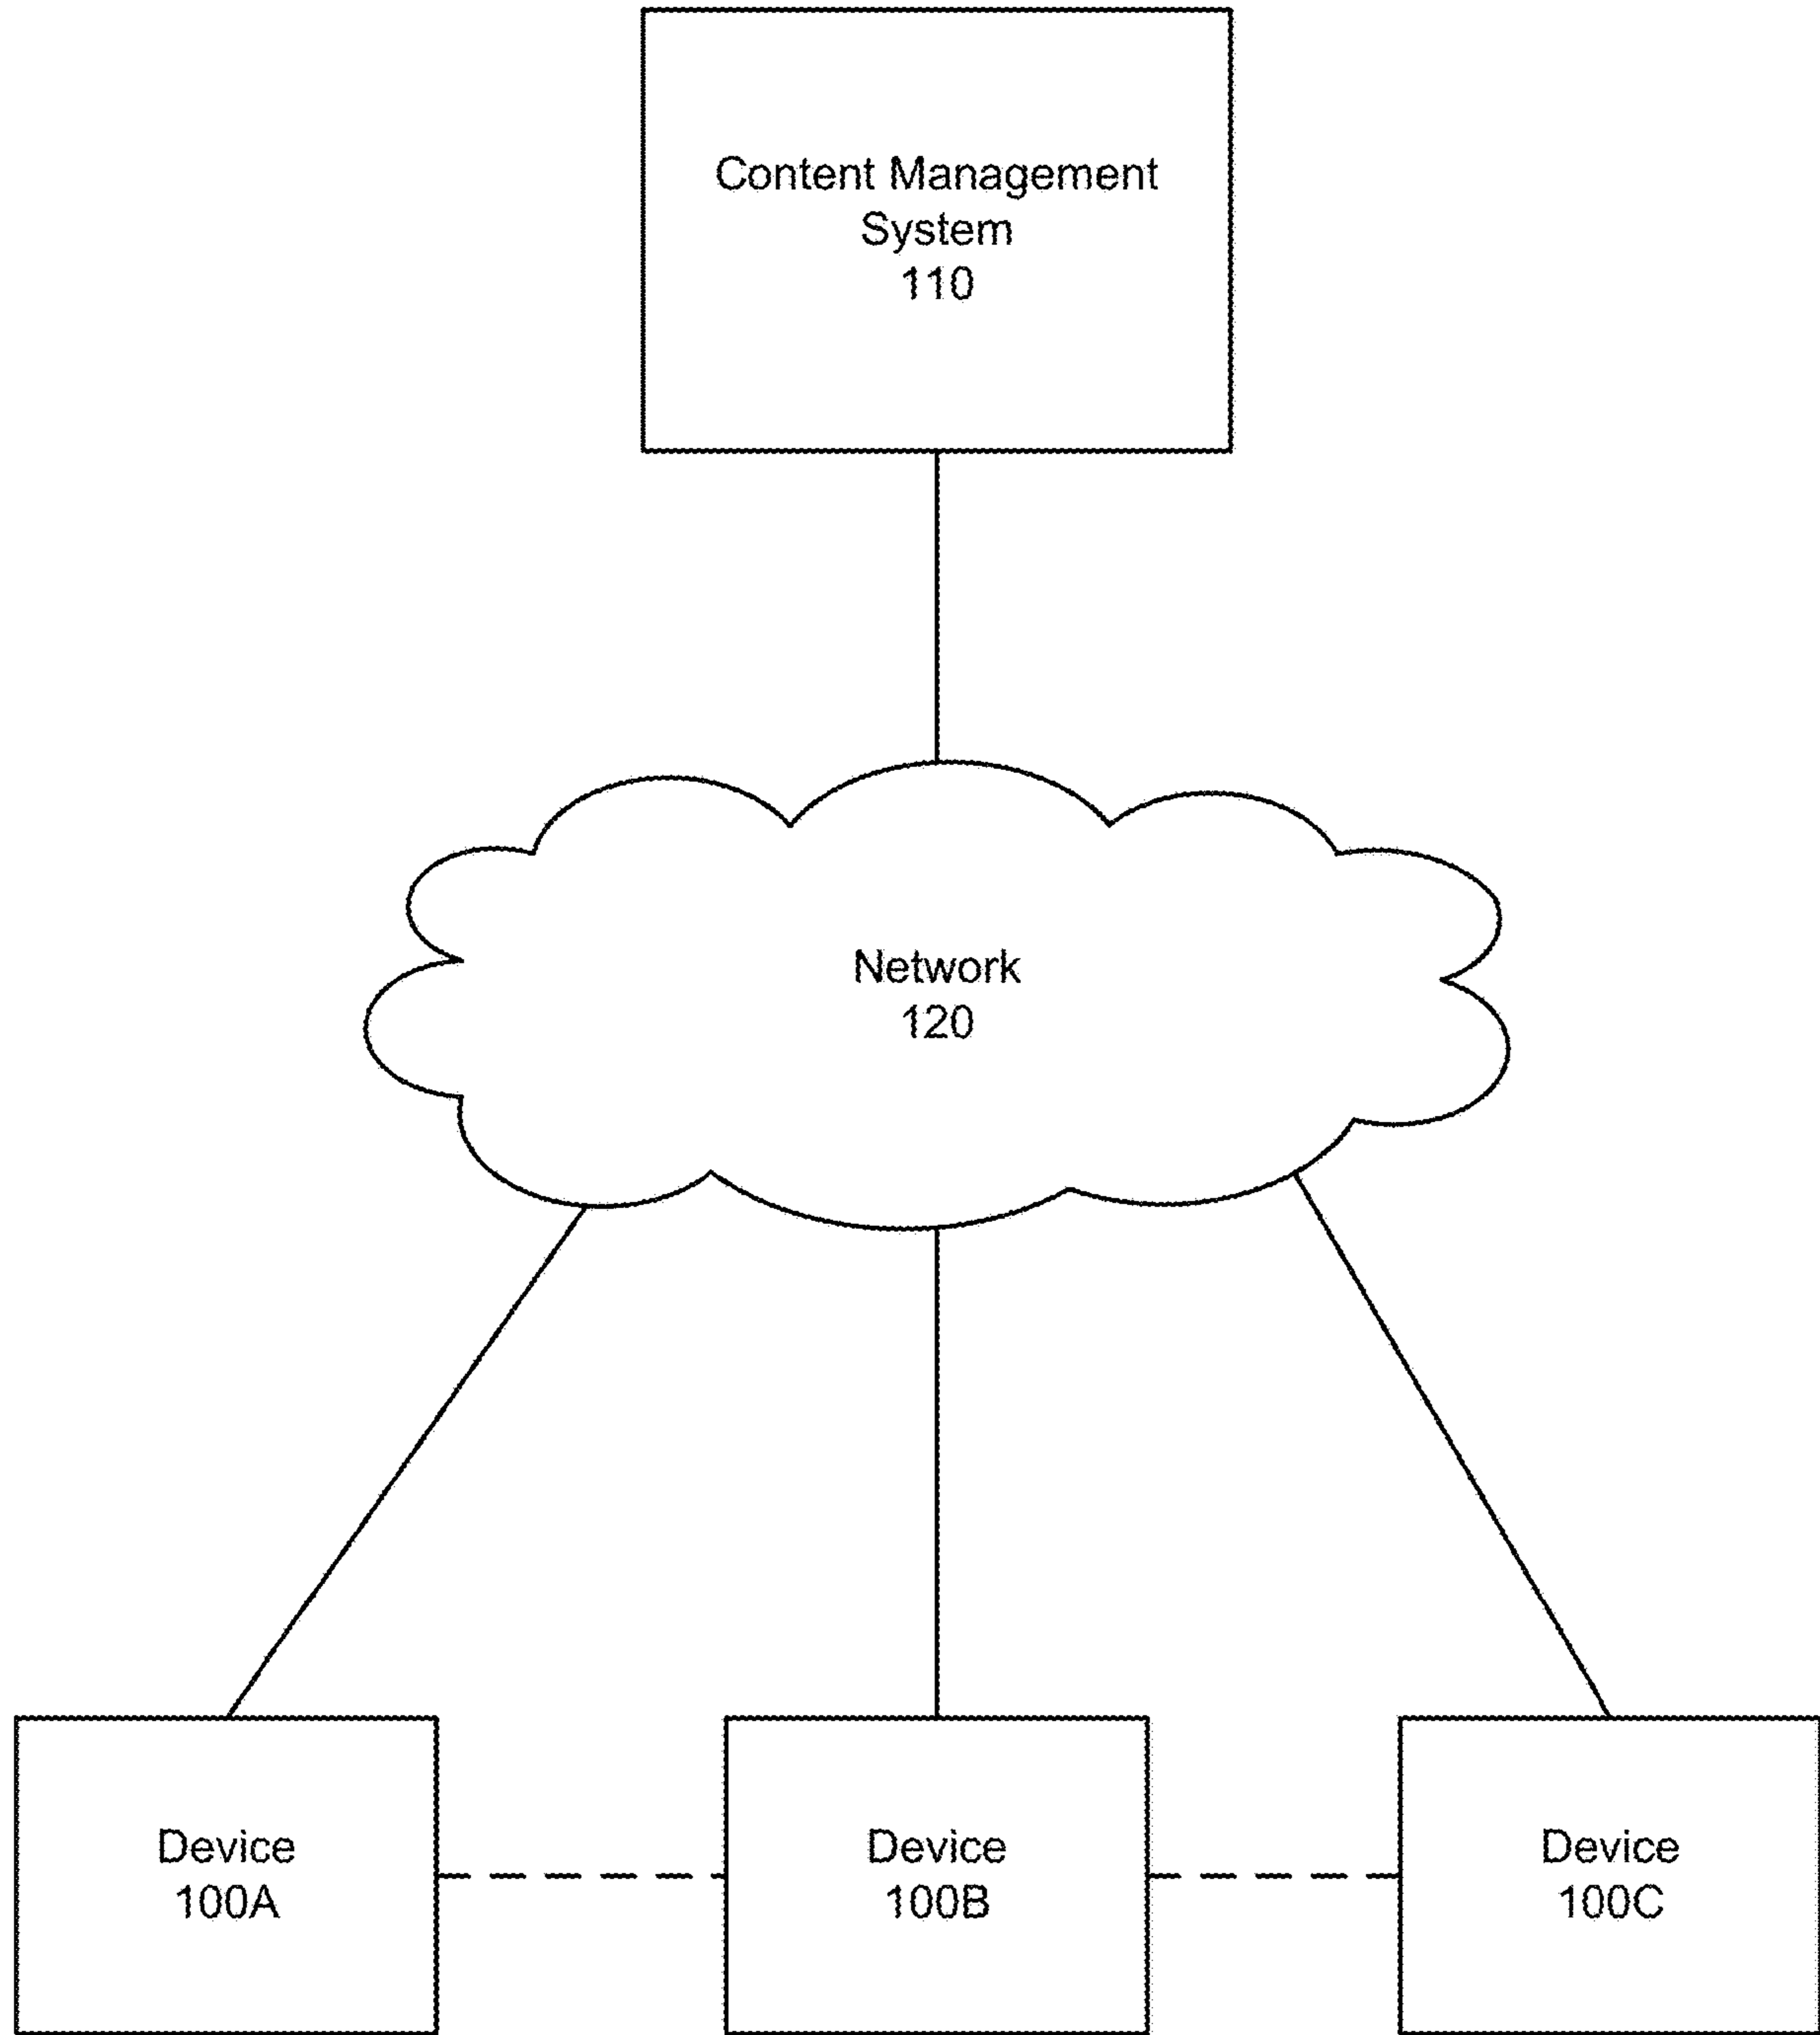 Content Management
System
110
Network
120
Device
100A
Device
100B
Device
100C